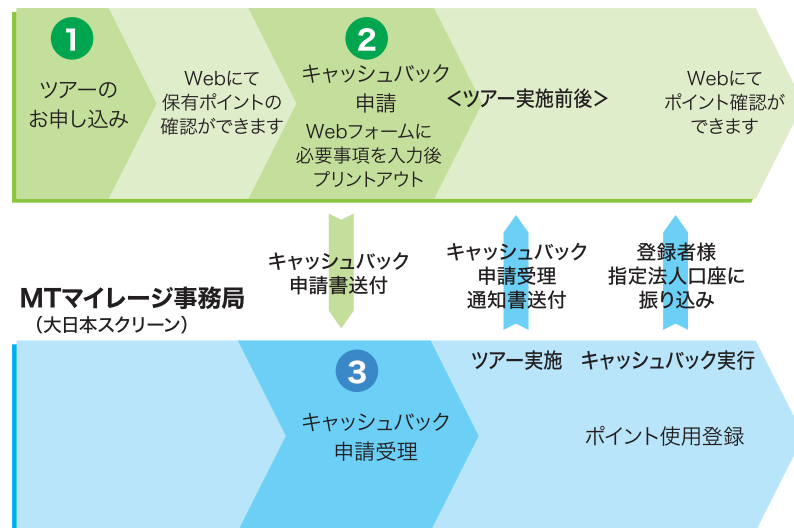 1
ツアーの
お申し込み
Webにて
保有ポイントの
確認ができます
2
キャッシュバック
申請
Webフォームに
必要事項を入力後
プリントアウト
<ツアー実施前後>
Webにて
ポイント確認が
できます
キャッシュバック
申請書送付
キャッシュバック
申請受理
通知書送付
登録者様
指定法人口座に
振り込み
MTマイレージ事務局
（大日本スクリーン）
3
キャッシュバック
申請受理
ツアー実施
キャッシュバック実行
ポイント使用登録